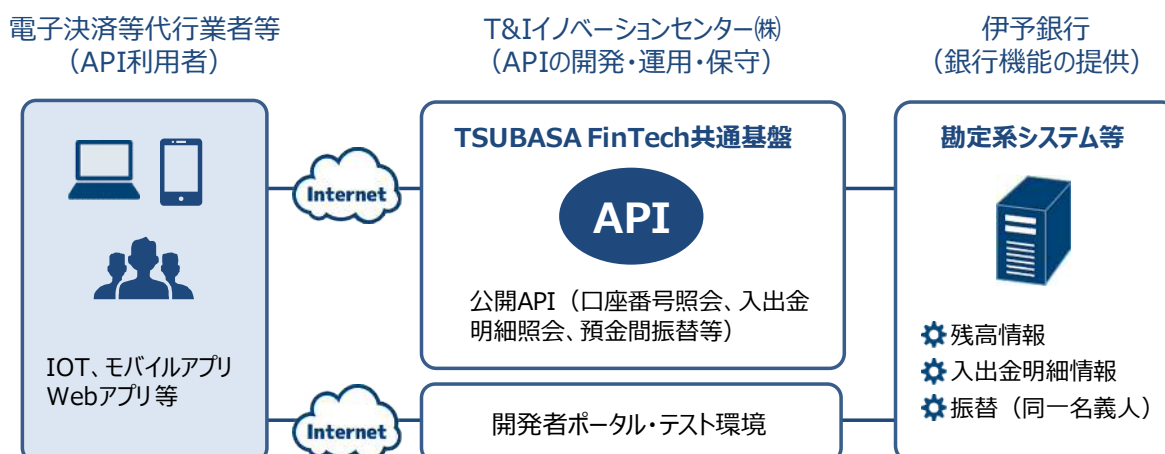 電子決済等代行業者等
(API利用者)
T&Iイノベーションセンター㈱
(APIの開発・運用・保守)
伊予銀行
(銀行機能の提供)
IOT、モバイルアプリ
Webアプリ等
Internet
Internet
TSUBASA FinTech共通基盤
API
公開API（口座番号照会、入出金
明細照会、預金間振替等）
開発者ポータル・テスト環境
勘定系システム等
残高情報
入出金明細情報
振替（同一名義人）